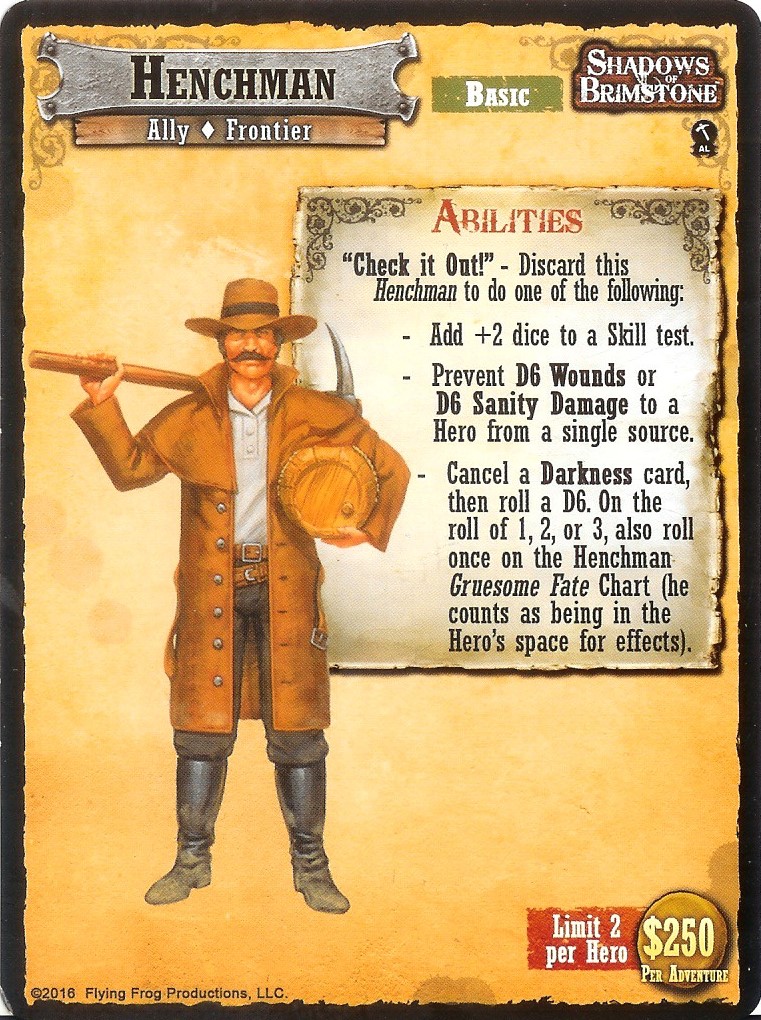 Henchman
Ally ♦ Frontier
Basic
Shadows
of
Brimstone
AL
Abilities
“Check it Out!” - Discard this
Henchman to do one of the following:
- Add +2 dice to a Skill test.
- Prevent D6 Wounds or
D6 Sanity Damage to a
Hero from a single source.
- Cancel a Darkness card,
then roll a D6. On the
roll of 1, 2, or 3, also roll
once on the Henchman
Gruesome Fate Chart (he
counts as being in the
Hero’s space for effects).
Limit 2
per Hero
$250
Per Adventure
©2016 Flying Frog Productions, LLC.